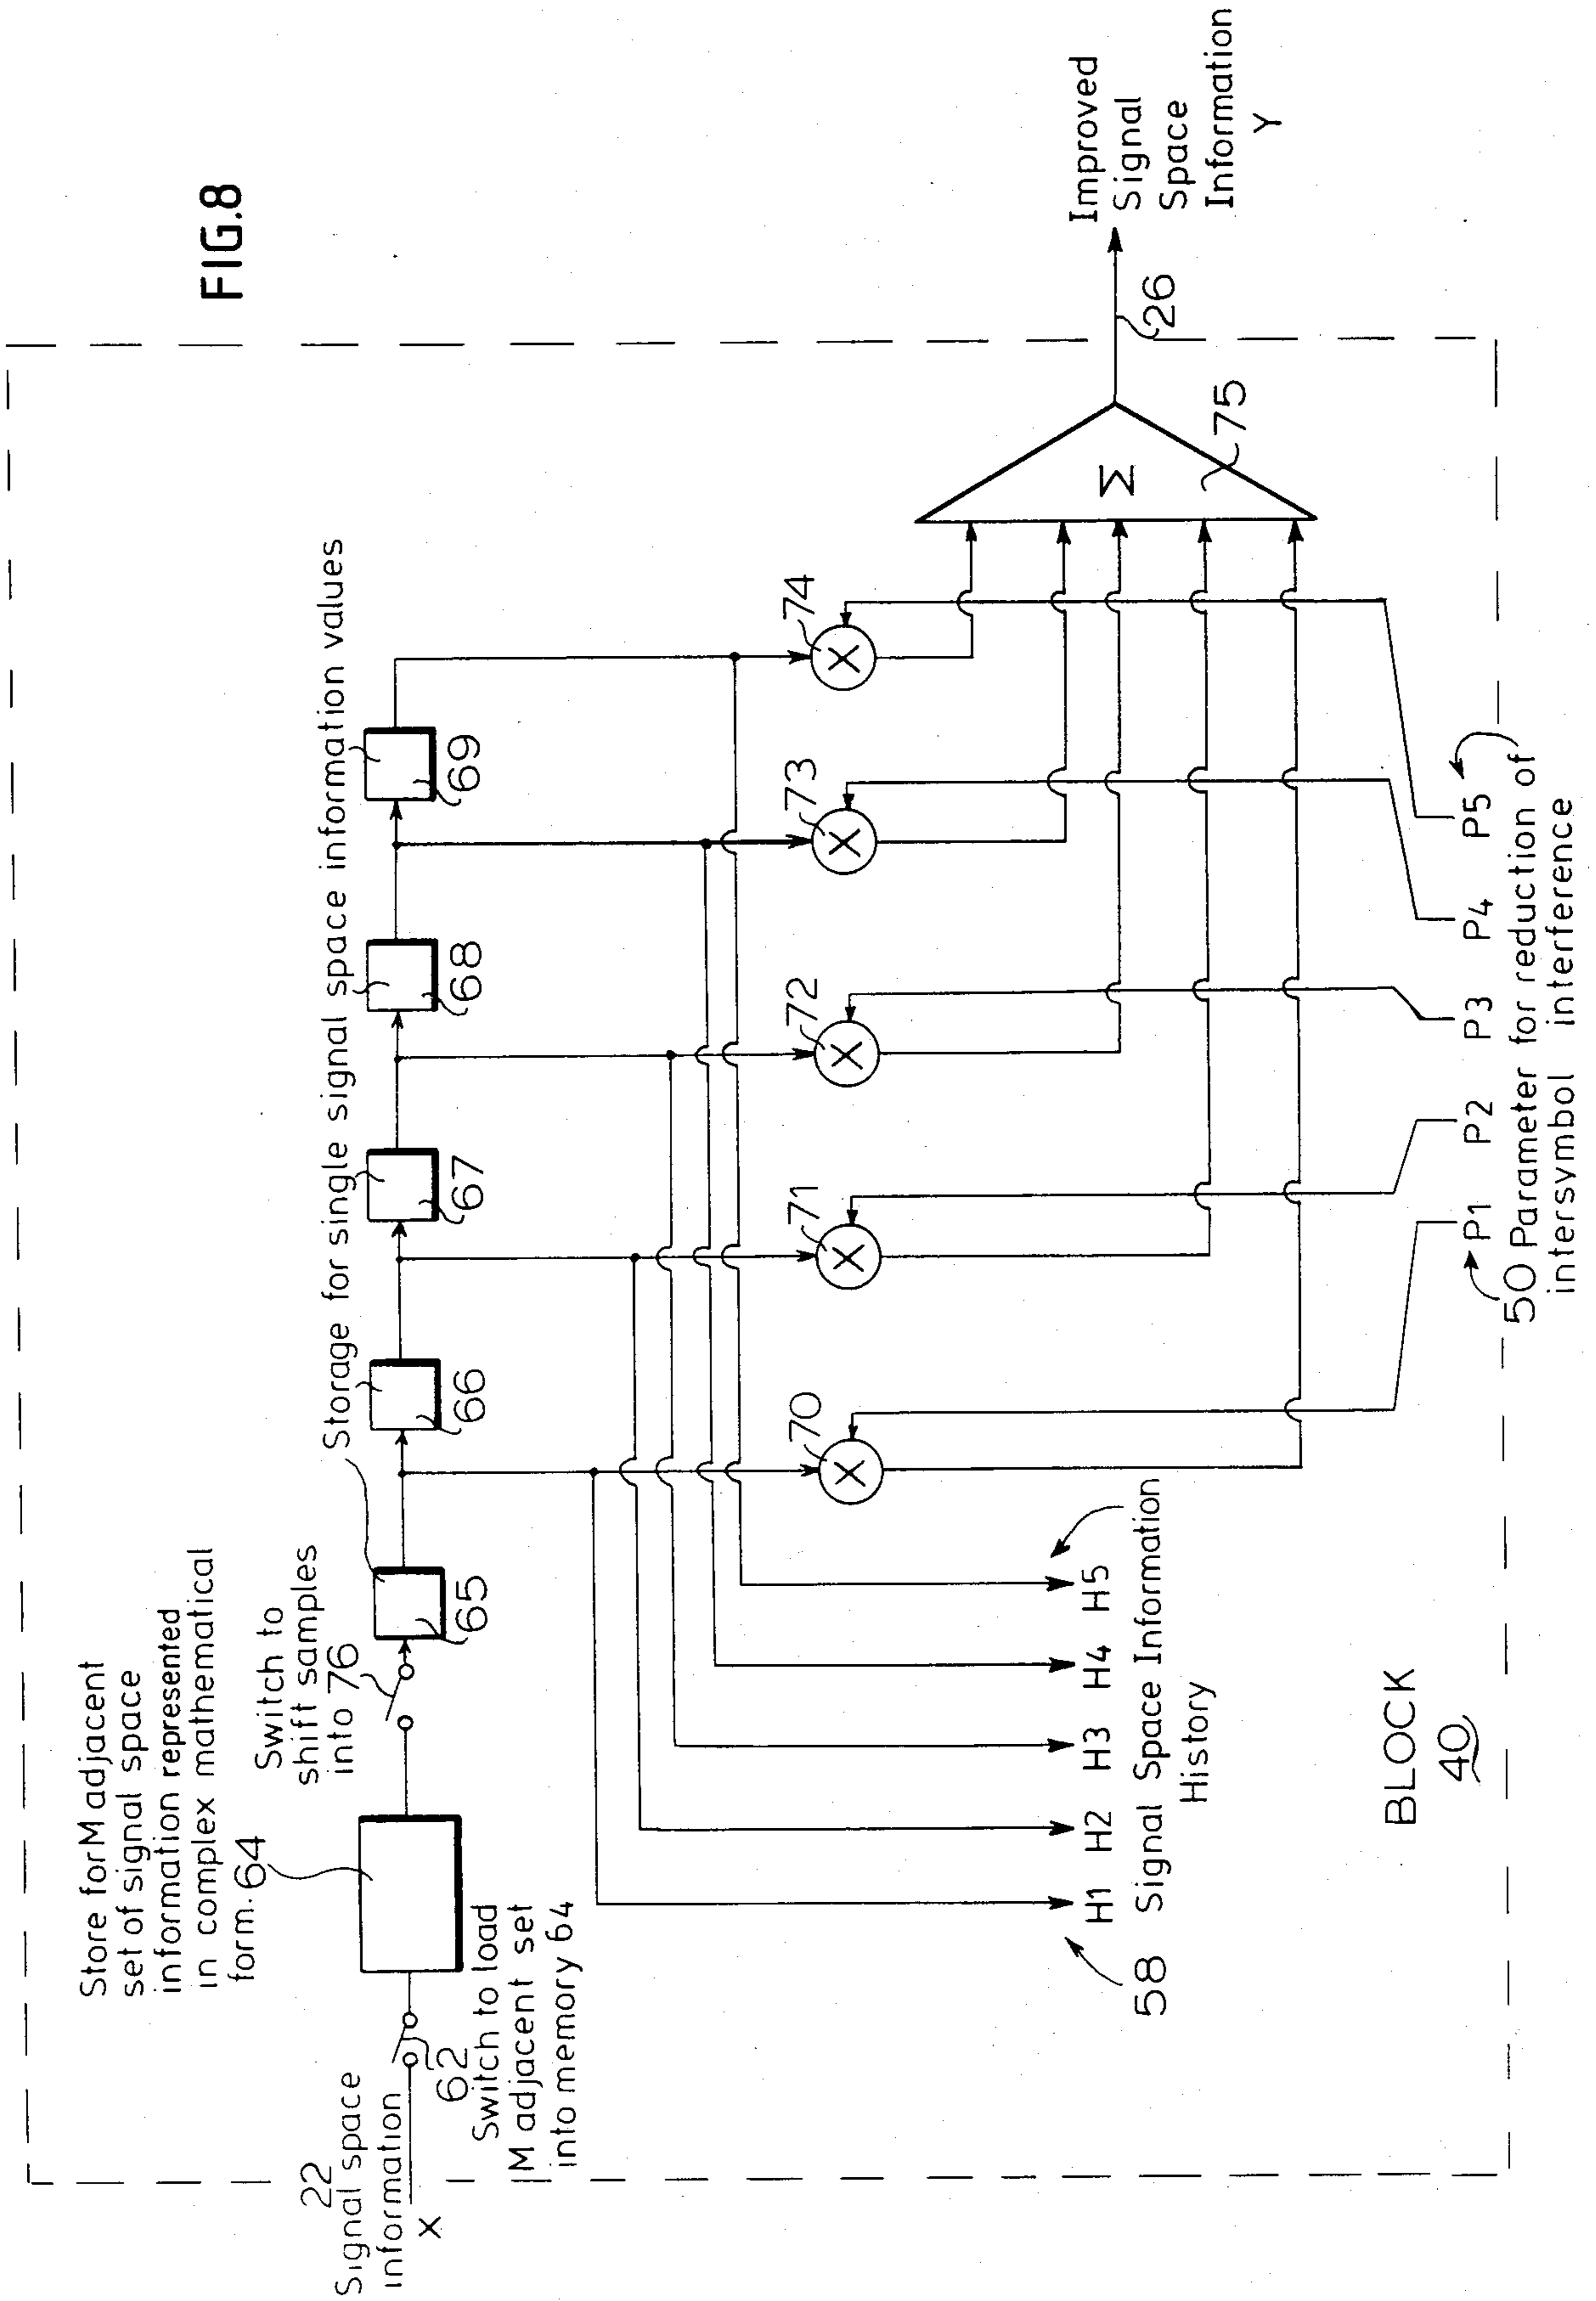 FIG.8
Store for M adjacent
set of signal space
information represented
in complex mathematical
form. 64
Switch to
shift samples
into 76
Storage for single signal space information values
22
Signal space
information
X
62
Switch to load
M adjacent set
into memory 64
65
66
67
68
69
70
71
72
73
74
X
X
X
X
X
Σ
75
26
Improved
Signal
Space
Information
Y
58
H1 H2 H3 H4 H5
Signal Space Information
History
P1 P2 P3 P4 P5
50 Parameter for reduction of
intersymbol interference
BLOCK
40